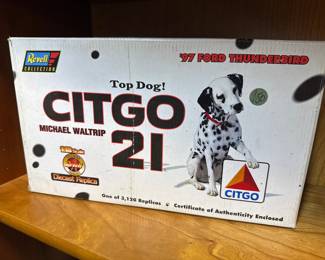 Revell
COLLECTION
'97 FORD THUNDERBIRD
Top Dog!
CITGO
MICHAEL WALTRIP
21
Diecast Replica
CITGO
One of 3,120 Replicas • Certificate of Authenticity Enclosed